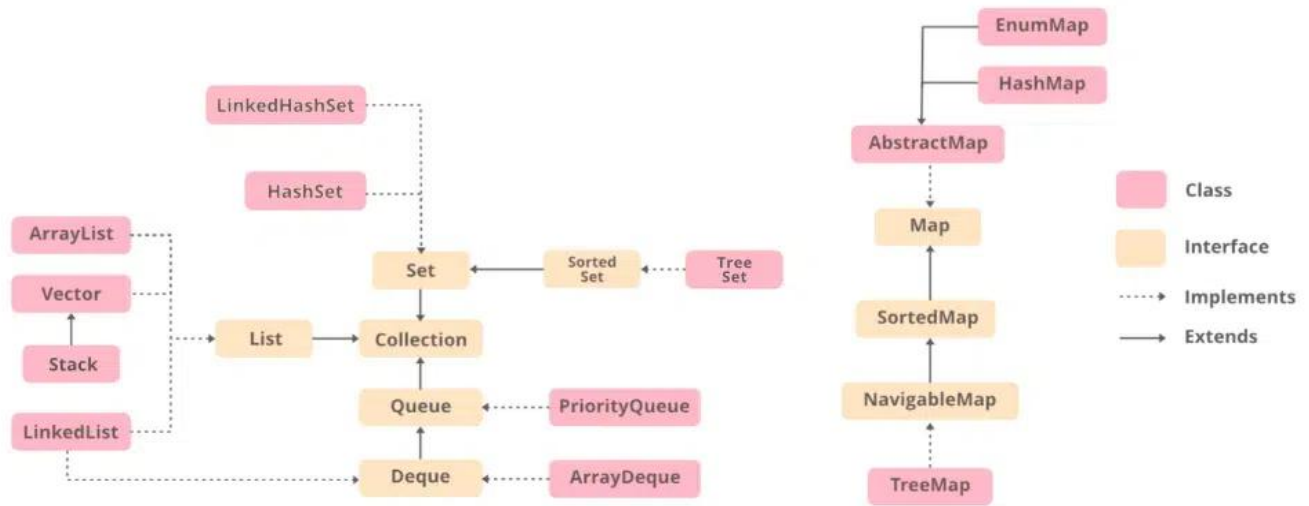 EnumMap
HashMap
LinkedHashSet
AbstractMap
HashSet
Class
ArrayList
Map
Interface
Set
Sorted
Set
Tree
Set
Vector
Implements
SortedMap
List
Collection
Extends
Stack
NavigableMap
Queue
PriorityQueue
LinkedList
Deque
ArrayDeque
TreeMap